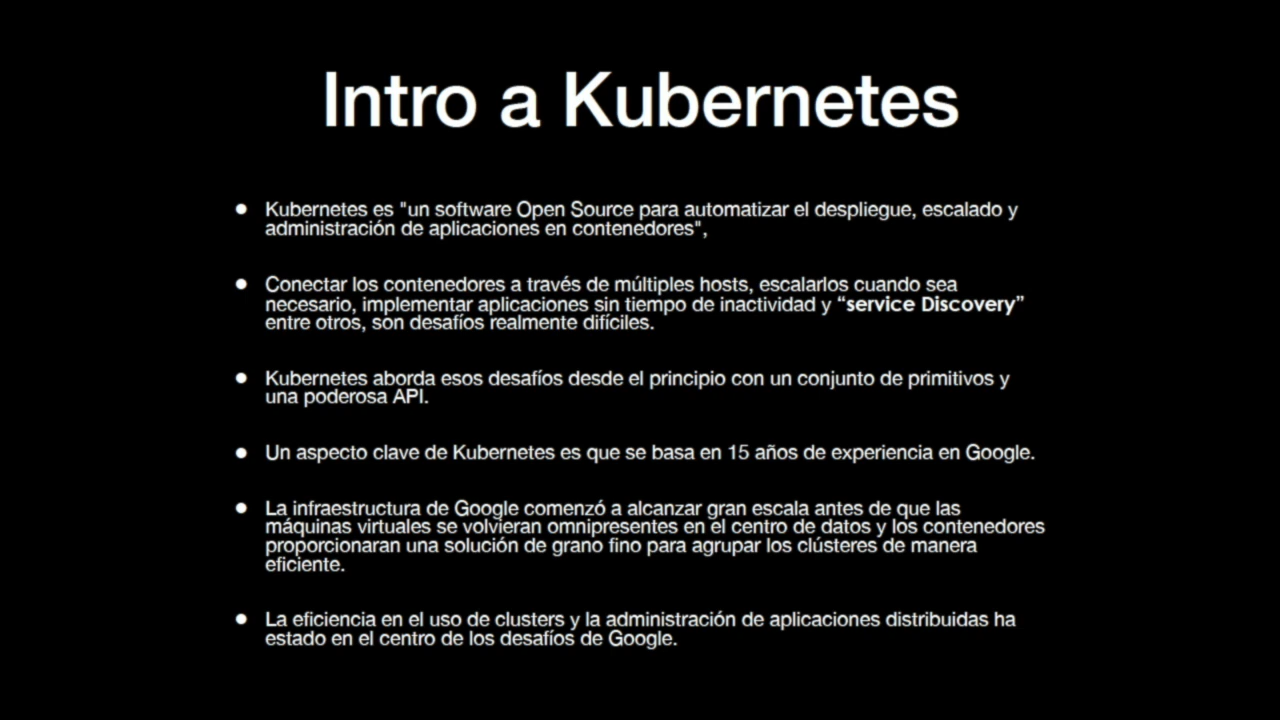 Intro a Kubernetes
● Kubernetes es "un software Open Source para automatizar el despliegue, escalado y
administración de aplicaciones en contenedores",
● Conectar los contenedores a través de múltiples hosts, escalarlos cuando sea
necesario, implementar aplicaciones sin tiempo de inactividad y “service Discovery”
entre otros, son desafíos realmente difíciles.
● Kubernetes aborda esos desafíos desde el principio con un conjunto de primitivos y
una poderosa API.
● Un aspecto clave de Kubernetes es que se basa en 15 años de experiencia en Google.
● La infraestructura de Google comenzó a alcanzar gran escala antes de que las
máquinas virtuales se volvieran omnipresentes en el centro de datos y los contenedores
proporcionaran una solución de grano fino para agrupar los clústeres de manera
eficiente.
● La eficiencia en el uso de clusters y la administración de aplicaciones distribuidas ha
estado en el centro de los desafíos de Google.